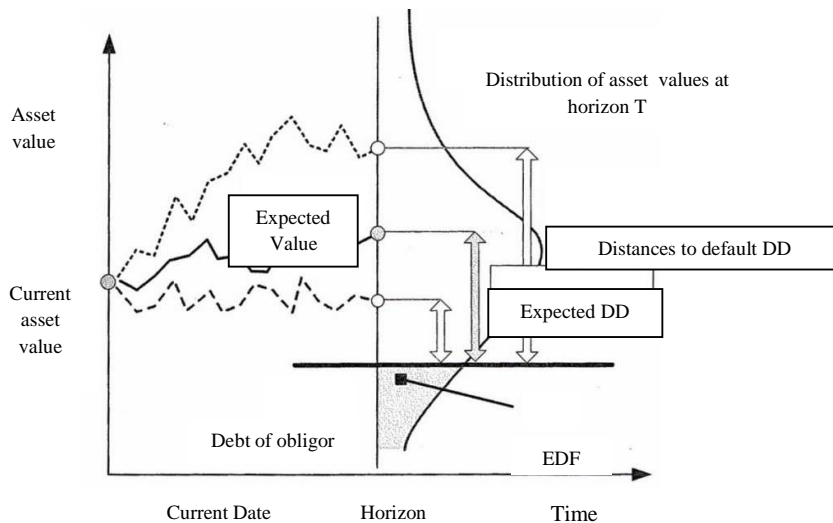 Distribution of asset values at
horizon T
Asset
value
Expected
Value
Distances to default DD
Current
asset
value
Expected DD
Debt of obligor
EDF
Current Date
Horizon
Time